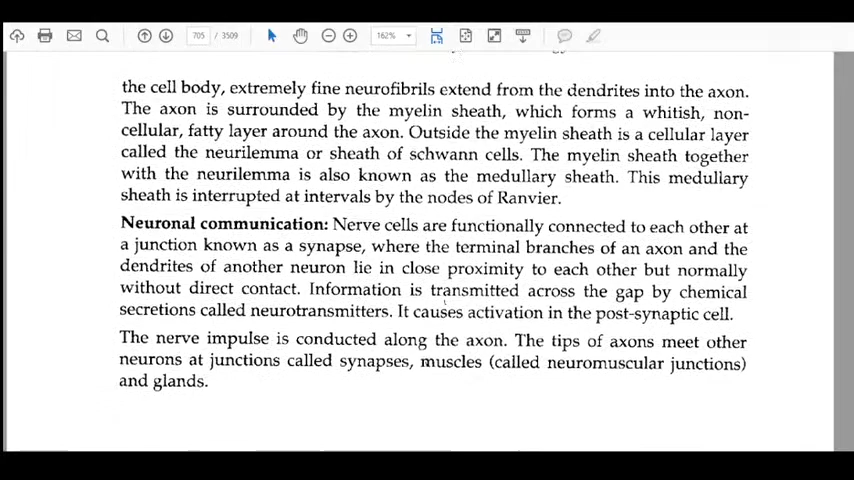 705 / 3509 162%
the cell body, extremely fine neurofibrils extend from the dendrites into the axon.
The axon is surrounded by the myelin sheath, which forms a whitish, non-
cellular, fatty layer around the axon. Outside the myelin sheath is a cellular layer
called the neurilemma or sheath of schwann cells. The myelin sheath together
with the neurilemma is also known as the medullary sheath. This medullary
sheath is interrupted at intervals by the nodes of Ranvier.
Neuronal communication: Nerve cells are functionally connected to each other at
a junction known as a synapse, where the terminal branches of an axon and the
dendrites of another neuron lie in close proximity to each other but normally
without direct contact. Information is transmitted across the gap by chemical
secretions called neurotransmitters. It causes activation in the post-synaptic cell.
The nerve impulse is conducted along the axon. The tips of axons meet other
neurons at junctions called synapses, muscles (called neuromuscular junctions)
and glands.